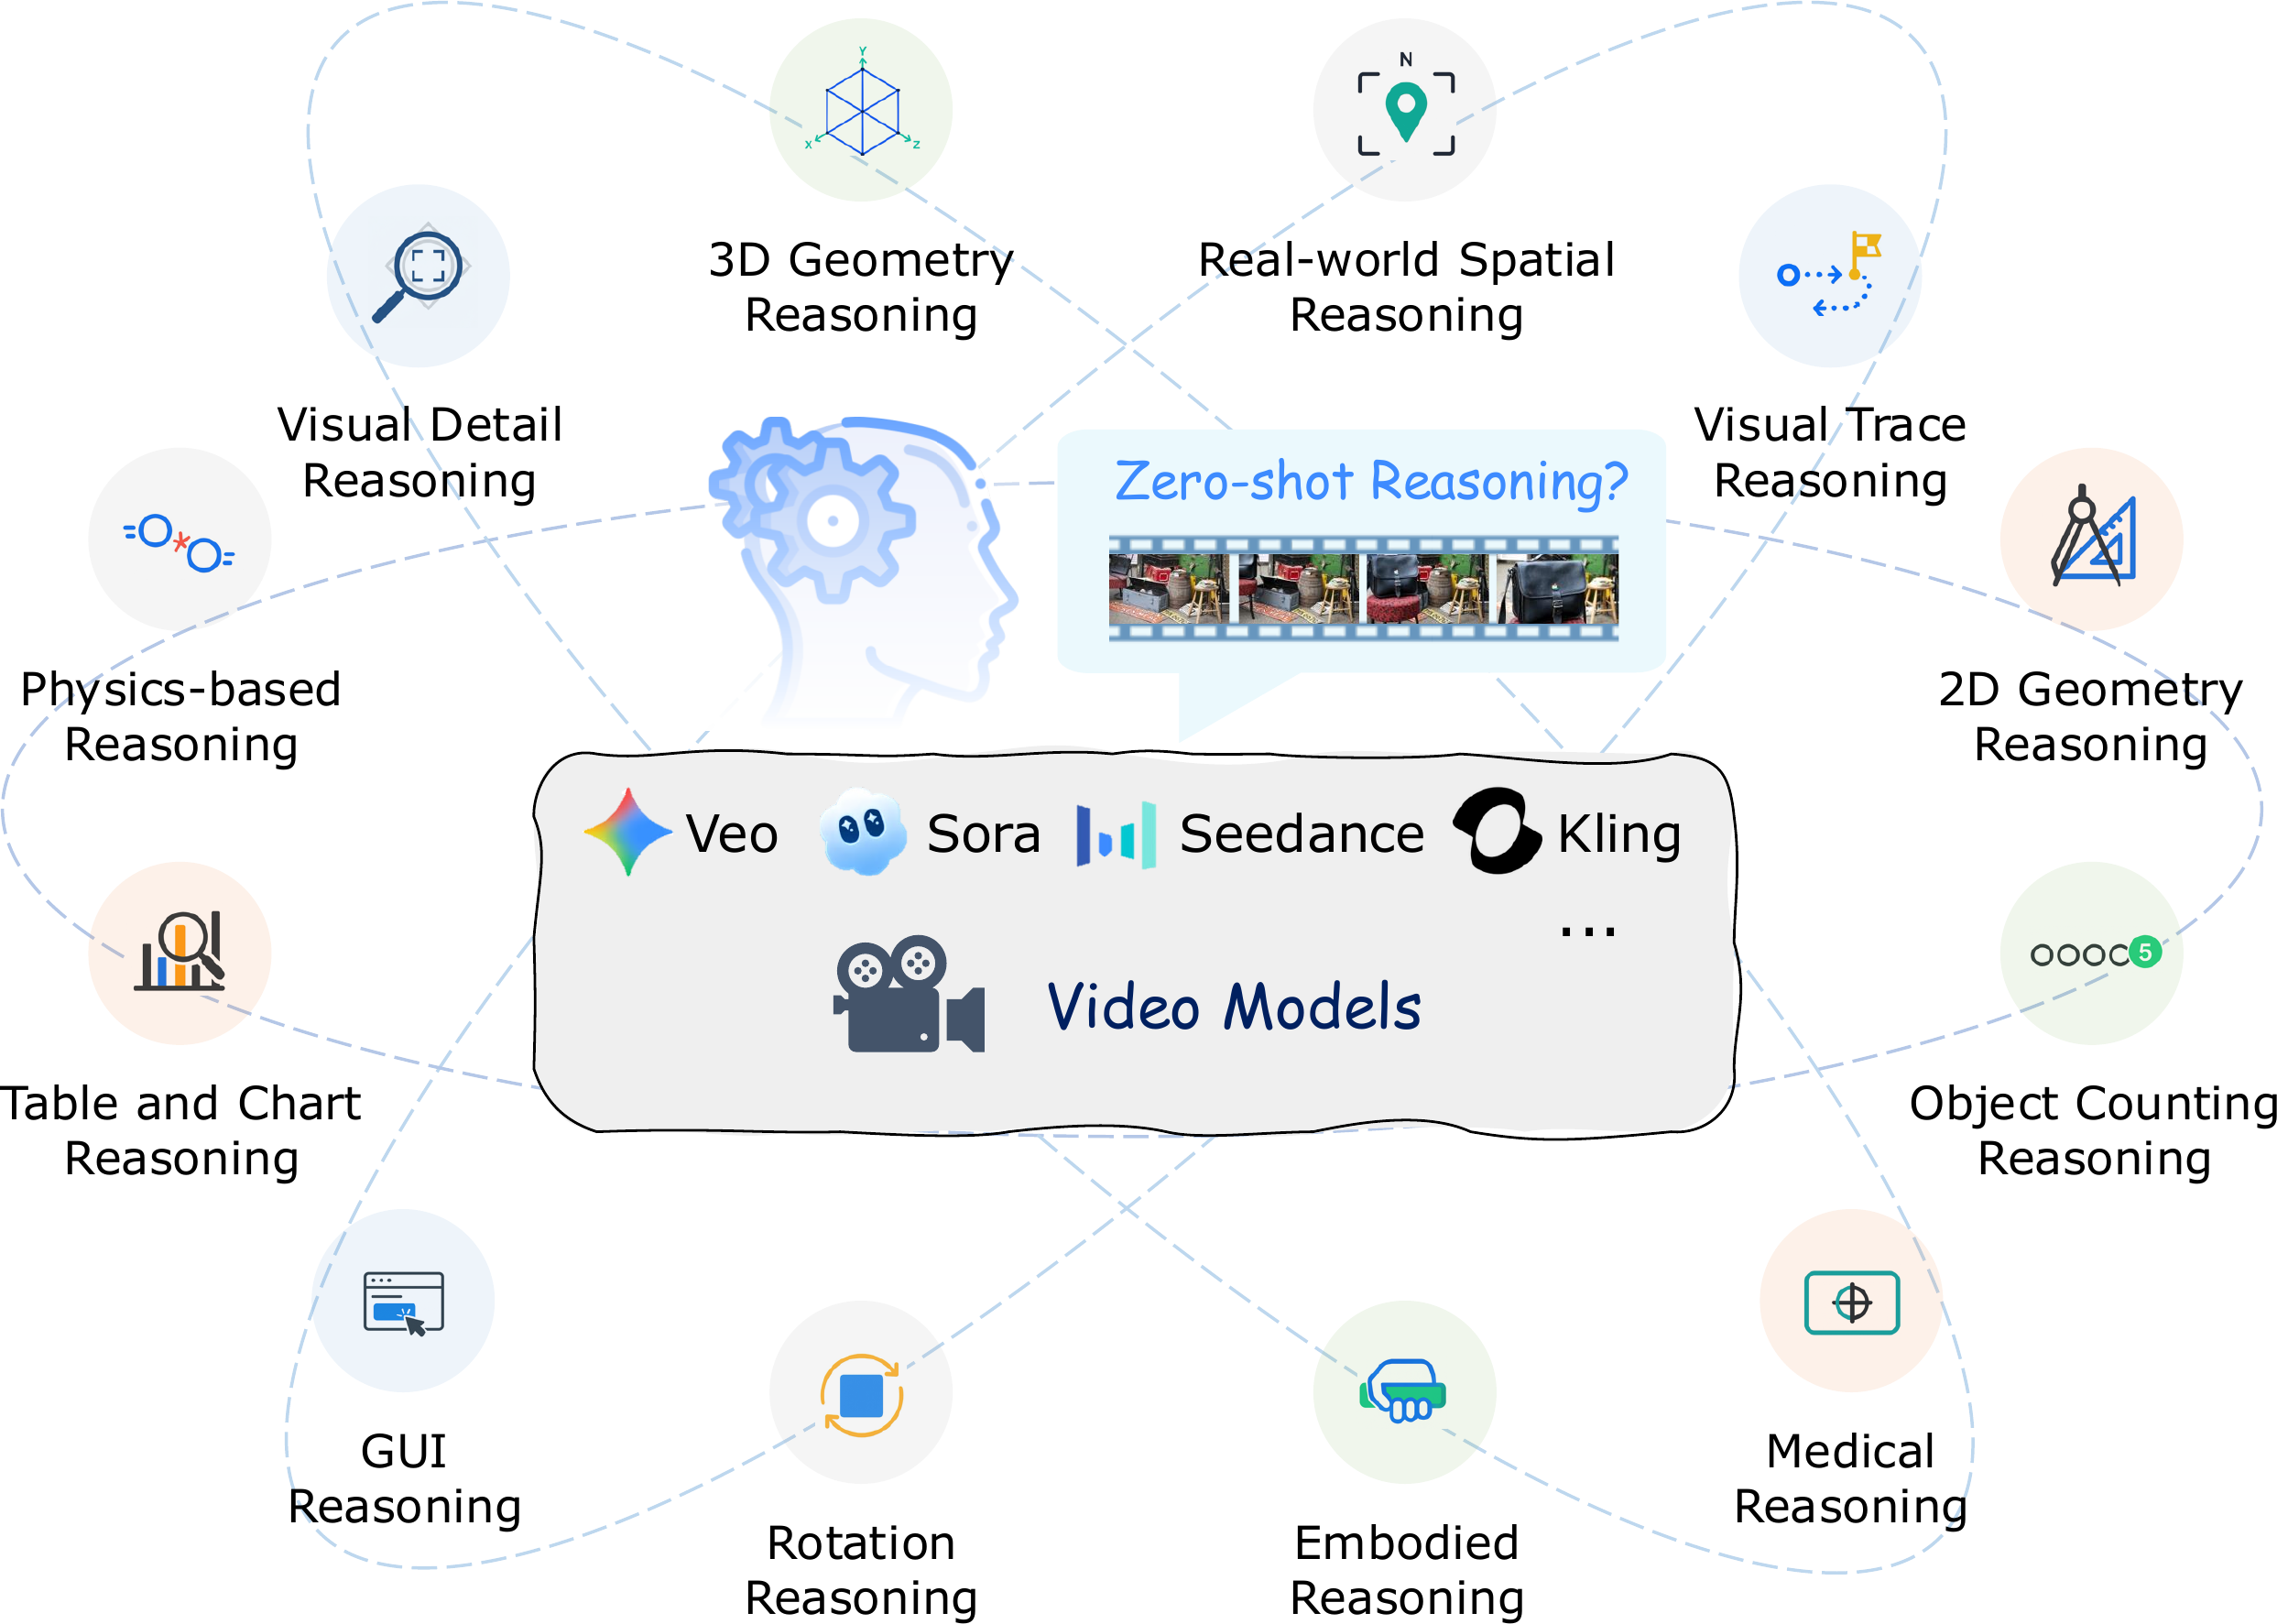 Y
X
Z
3D Geometry
Reasoning
N
Real-world Spatial
Reasoning
Visual Detail
Reasoning
Visual Trace
Reasoning
Zero-shot Reasoning?
Physics-based
Reasoning
2D Geometry
Reasoning
Veo
Sora
Seedance
Kling
...
Video Models
Table and Chart
Reasoning
5
Object Counting
Reasoning
GUI
Reasoning
Rotation
Reasoning
Embodied
Reasoning
Medical
Reasoning